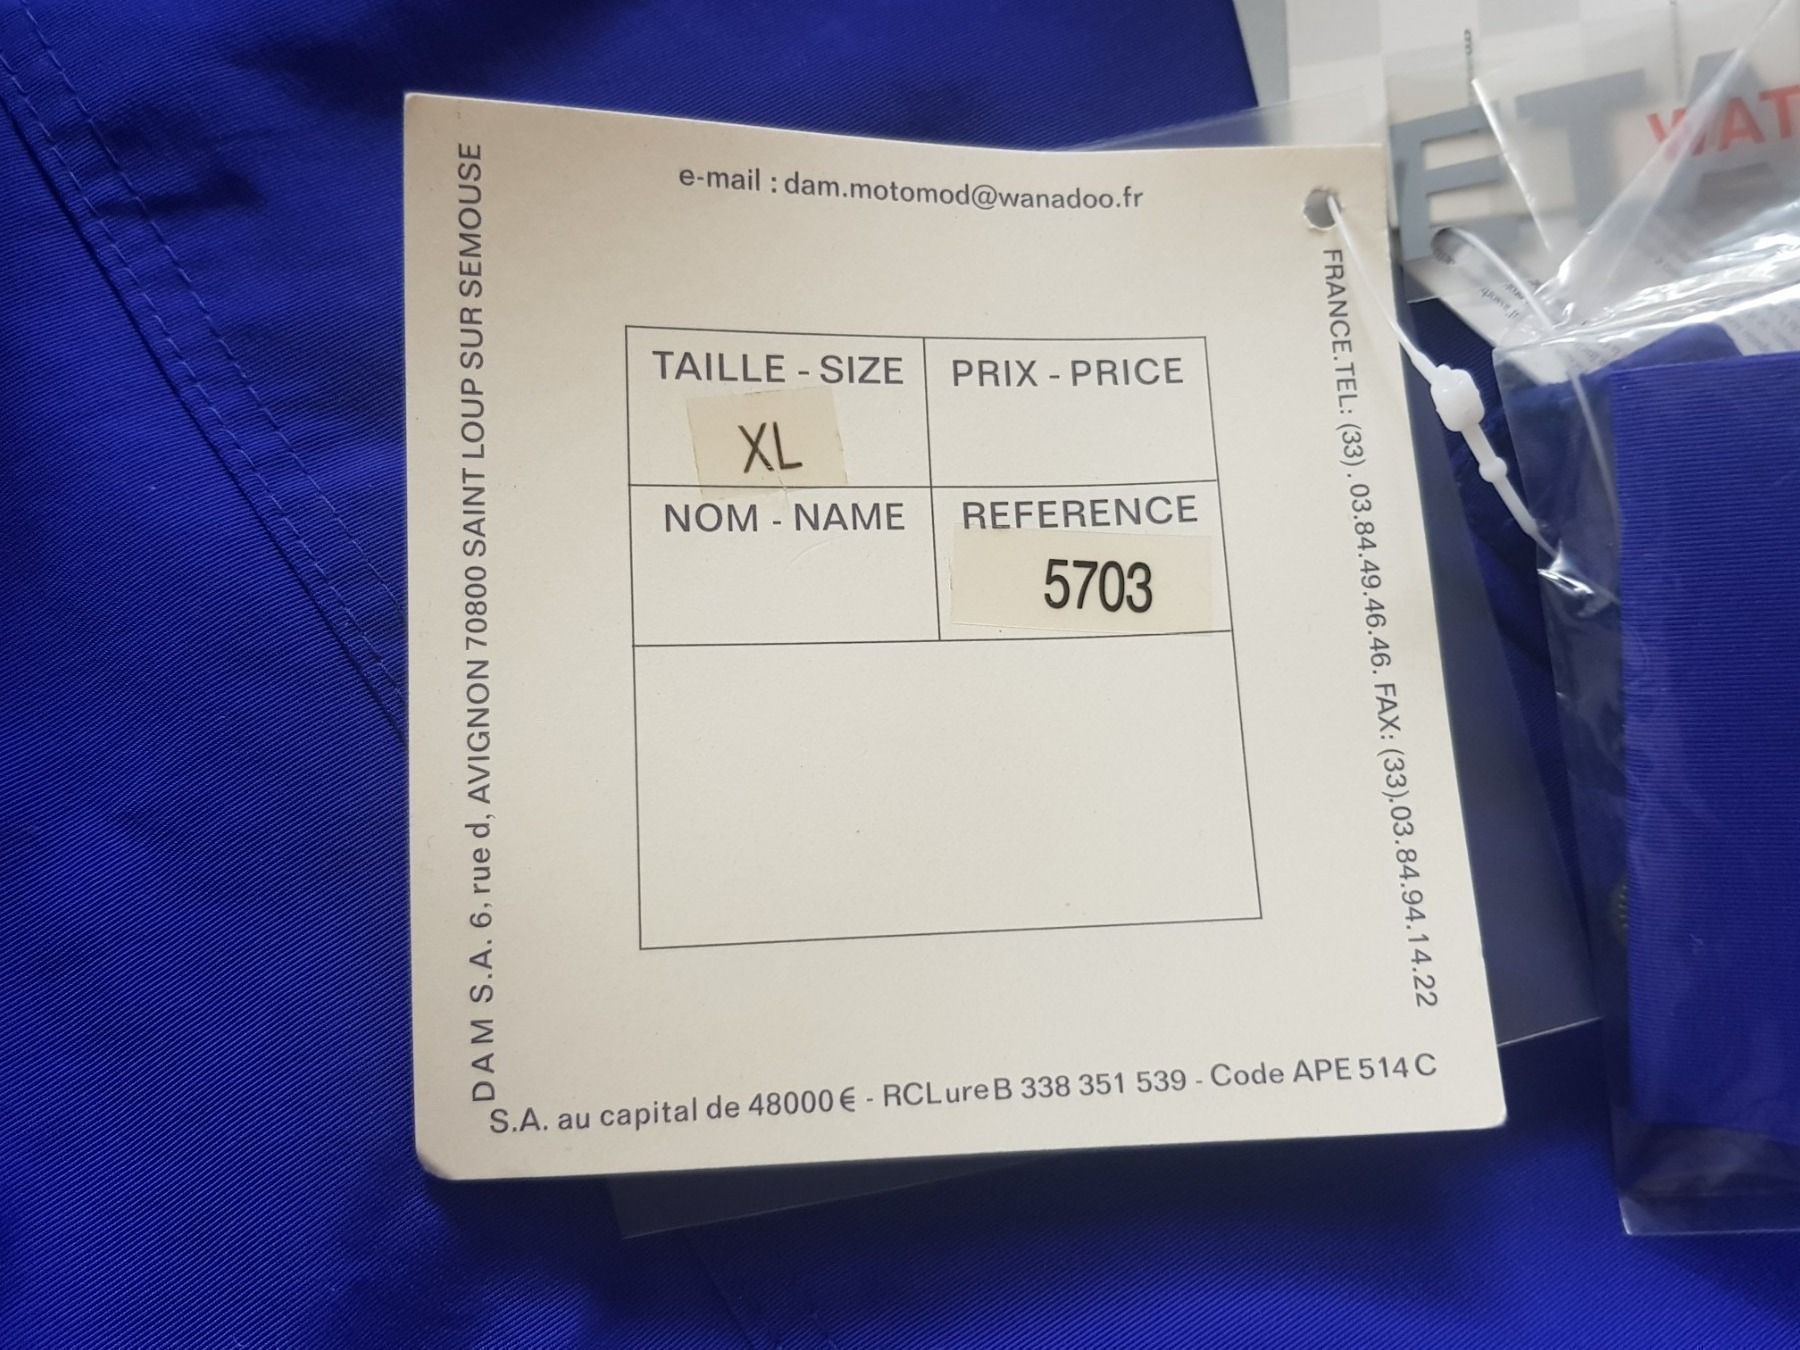 e-mail : dam.motomod@wanadoo.fr
DAM S.A. 6, rue d, AVIGNON 70800 SAINT LOUP SUR SEMOUSE
FRANCE.TEL: (33). 03.84.49.46.46. FAX: (33).03.84.94.14.22
TAILLE - SIZE
XL
PRIX - PRICE
NOM - NAME
REFERENCE
5703
S.A. au capital de 48000 € - RCLure B 338 351 539 - Code APE 514 C